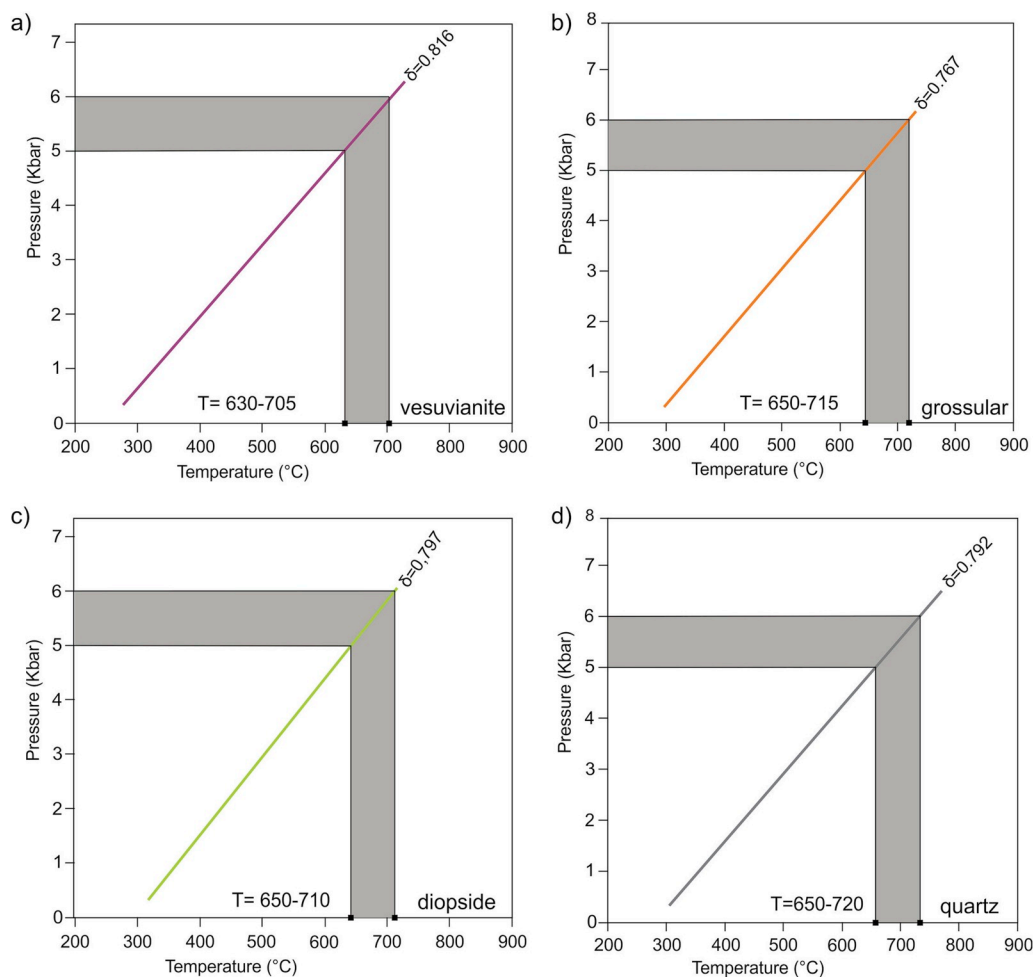 a)
7
6
5
4
3
2
1
0
Pressure (Kbar)
δ=0.816
T= 630-705
vesuvianite
200 300 400 500 600 700 800 900
Temperature (°C)
b)
8
7
6
5
4
3
2
1
0
Pressure (Kbar)
δ=0.767
T= 650-715
grossular
200 300 400 500 600 700 800 900
Temperature (°C)
c)
7
6
5
4
3
2
1
0
Pressure (Kbar)
δ=0,797
T= 650-710
diopside
200 300 400 500 600 700 800 900
Temperature (°C)
d)
8
7
6
5
4
3
2
1
0
Pressure (Kbar)
δ=0.792
T=650-720
quartz
200 300 400 500 600 700 800 900
Temperature (°C)